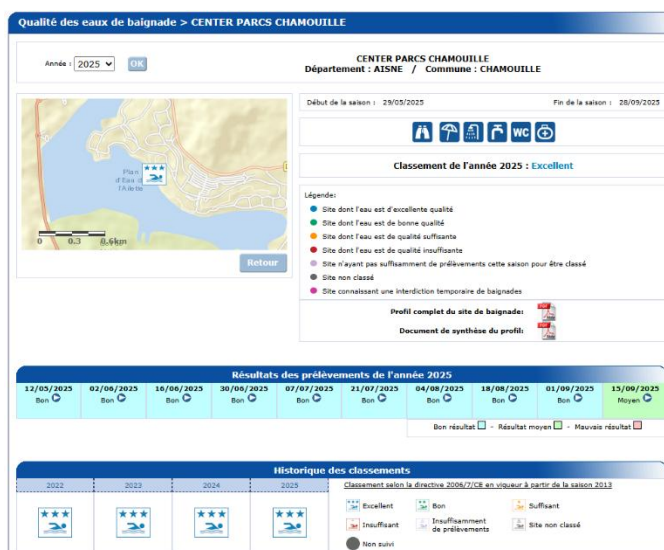 Qualité des eaux de baignade > CENTER PARCS CHAMOUILLE
Année : 2025 OK
CENTER PARCS CHAMOUILLE
Département : AISNE / Commune : CHAMOUILLE
Début de la saison : 29/05/2025 Fin de la saison : 28/09/2025
WC
Classement de l'année 2025 : Excellent
Plan
d'Eau de
l'Ailette
0 0.3 0.6km
Retour
Légende:
Site dont l'eau est d'excellente qualité
Site dont l'eau est de bonne qualité
Site dont l'eau est de qualité suffisante
Site dont l'eau est de qualité insuffisante
Site n'ayant pas suffisamment de prélèvements cette saison pour être classé
Site non classé
Site connaissant une interdiction temporaire de baignades
Profil complet du site de baignade:
Document de synthèse du profil:
Résultats des prélèvements de l'année 2025
12/05/2025 02/06/2025 16/06/2025 30/06/2025 07/07/2025 21/07/2025 04/08/2025 18/08/2025 01/09/2025 15/09/2025
Bon Bon Bon Bon Bon Bon Bon Bon Bon Moyen
Bon résultat - Résultat moyen - Mauvais résultat
Historique des classements
2022 2023 2024 2025
Classement selon la directive 2006/7/CE en vigueur à partir de la saison 2013
Excellent Bon Suffisant
Insuffisant Insuffisamment de prélèvements Site non classé
Non suivi